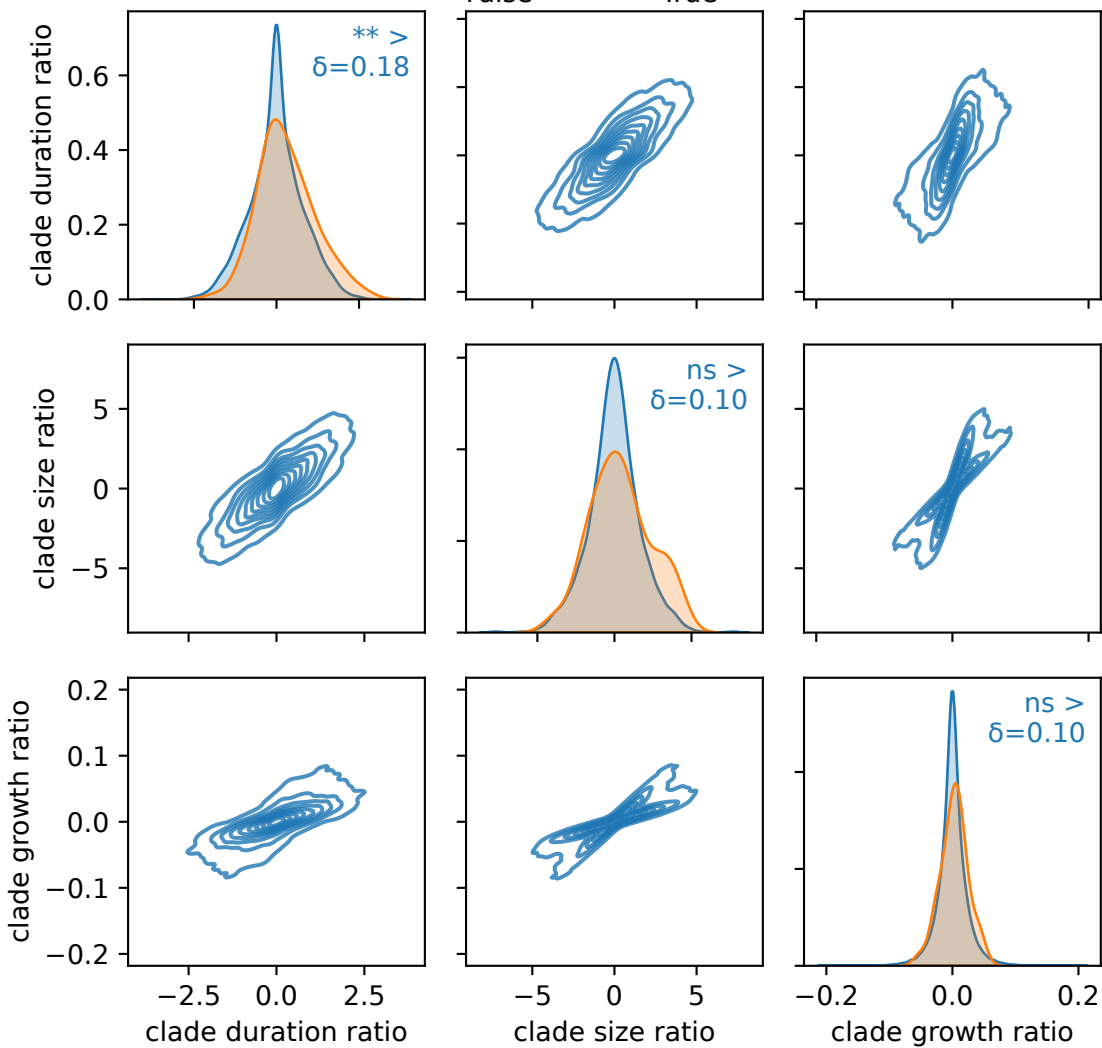 True
clade duration ratio
0.6
0.4
0.2
0.0
** >
δ=0.18
clade size ratio
5
0
−5
ns >
δ=0.10
clade growth ratio
0.2
0.1
0.0
−0.1
−0.2
ns >
δ=0.10
−2.5
0.0
2.5
−5
0
5
−0.2
0.0
0.2
clade duration ratio
clade size ratio
clade growth ratio